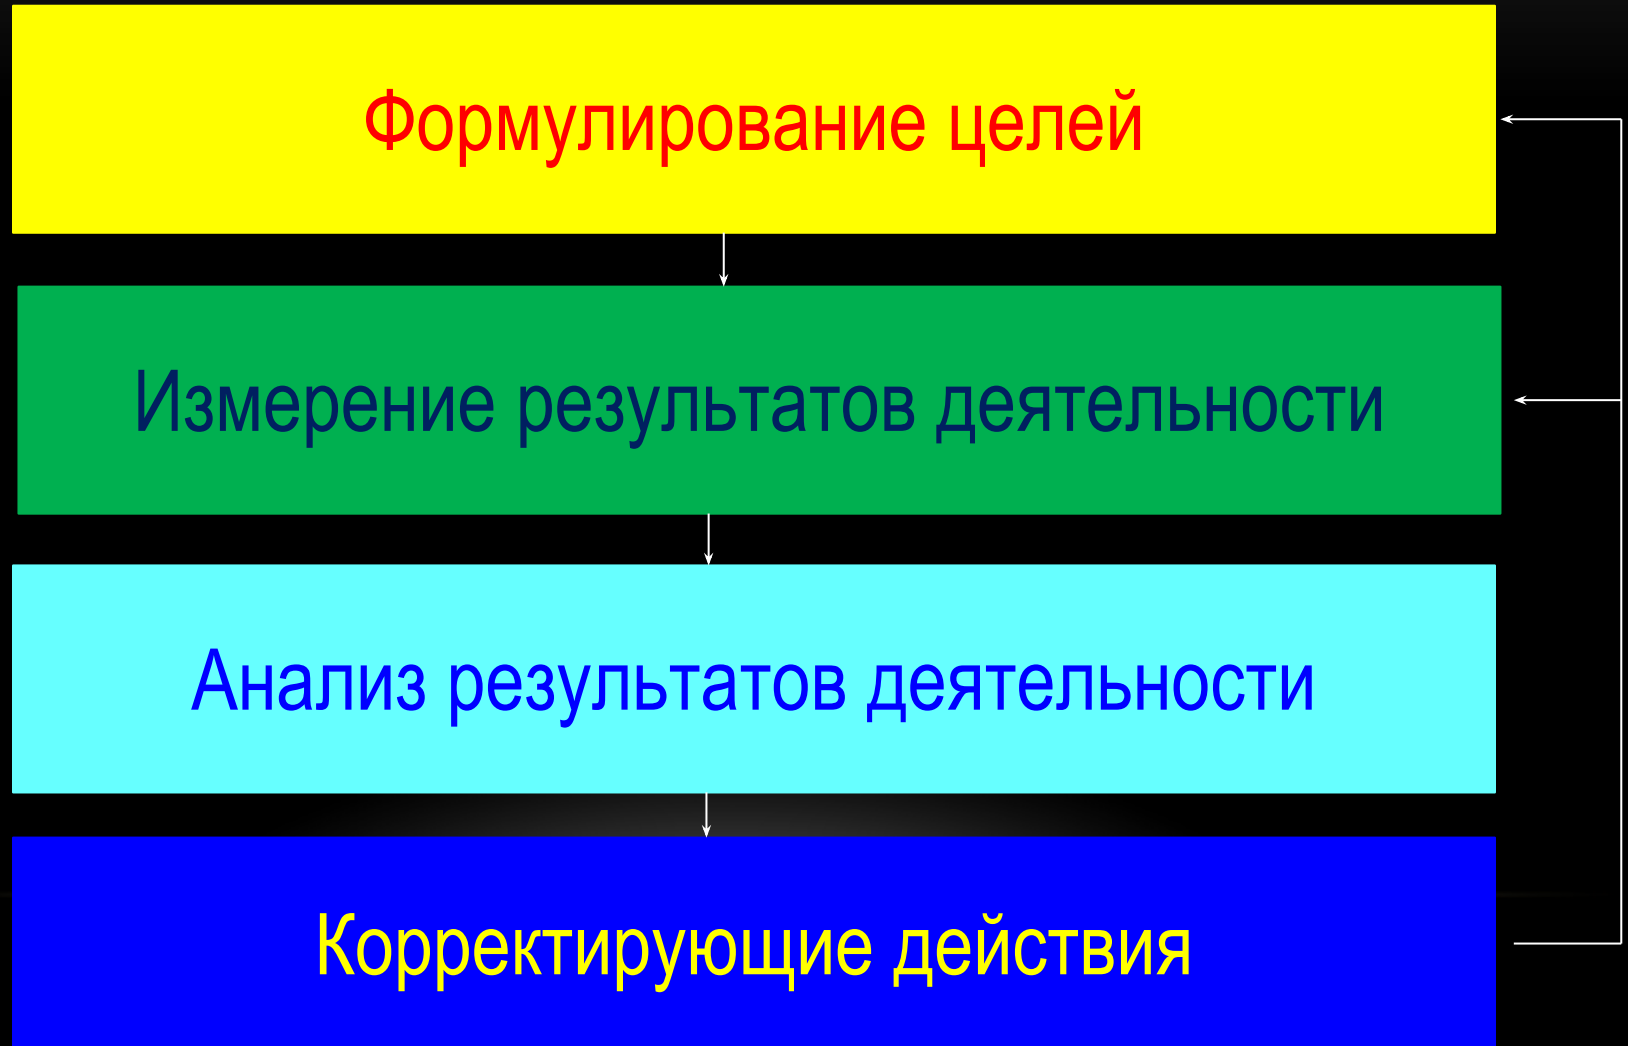 Формулирование целей
Измерение результатов деятельности
Анализ результатов деятельности
Корректирующие действия